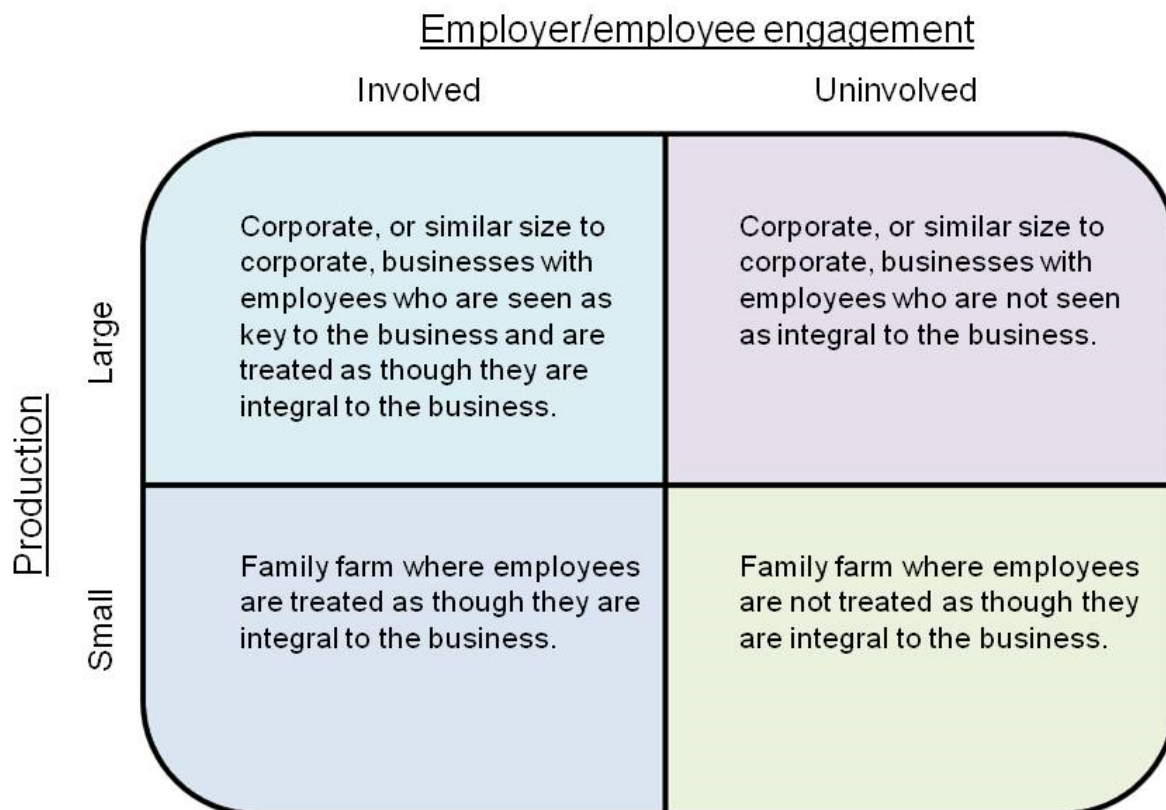 Employer/employee engagement
Involved
Uninvolved
Production
Large
Corporate, or similar size to
corporate, businesses with
employees who are seen as
key to the business and are
treated as though they are
integral to the business.
Corporate, or similar size to
corporate, businesses with
employees who are not seen
as integral to the business.
Small
Family farm where employees
are treated as though they are
integral to the business.
Family farm where employees
are not treated as though they
are integral to the business.